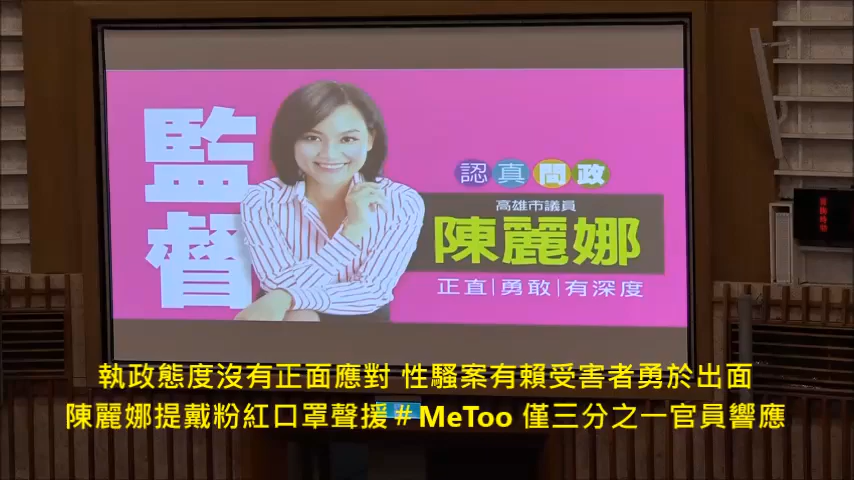 監督
認真問政
高雄市議員
陳麗娜
正直|勇敢|有深度
執政態度沒有正面應對 性騷案有賴受害者勇於出面
陳麗娜提戴粉紅口罩聲援#MeToo 僅三分之一官員響應